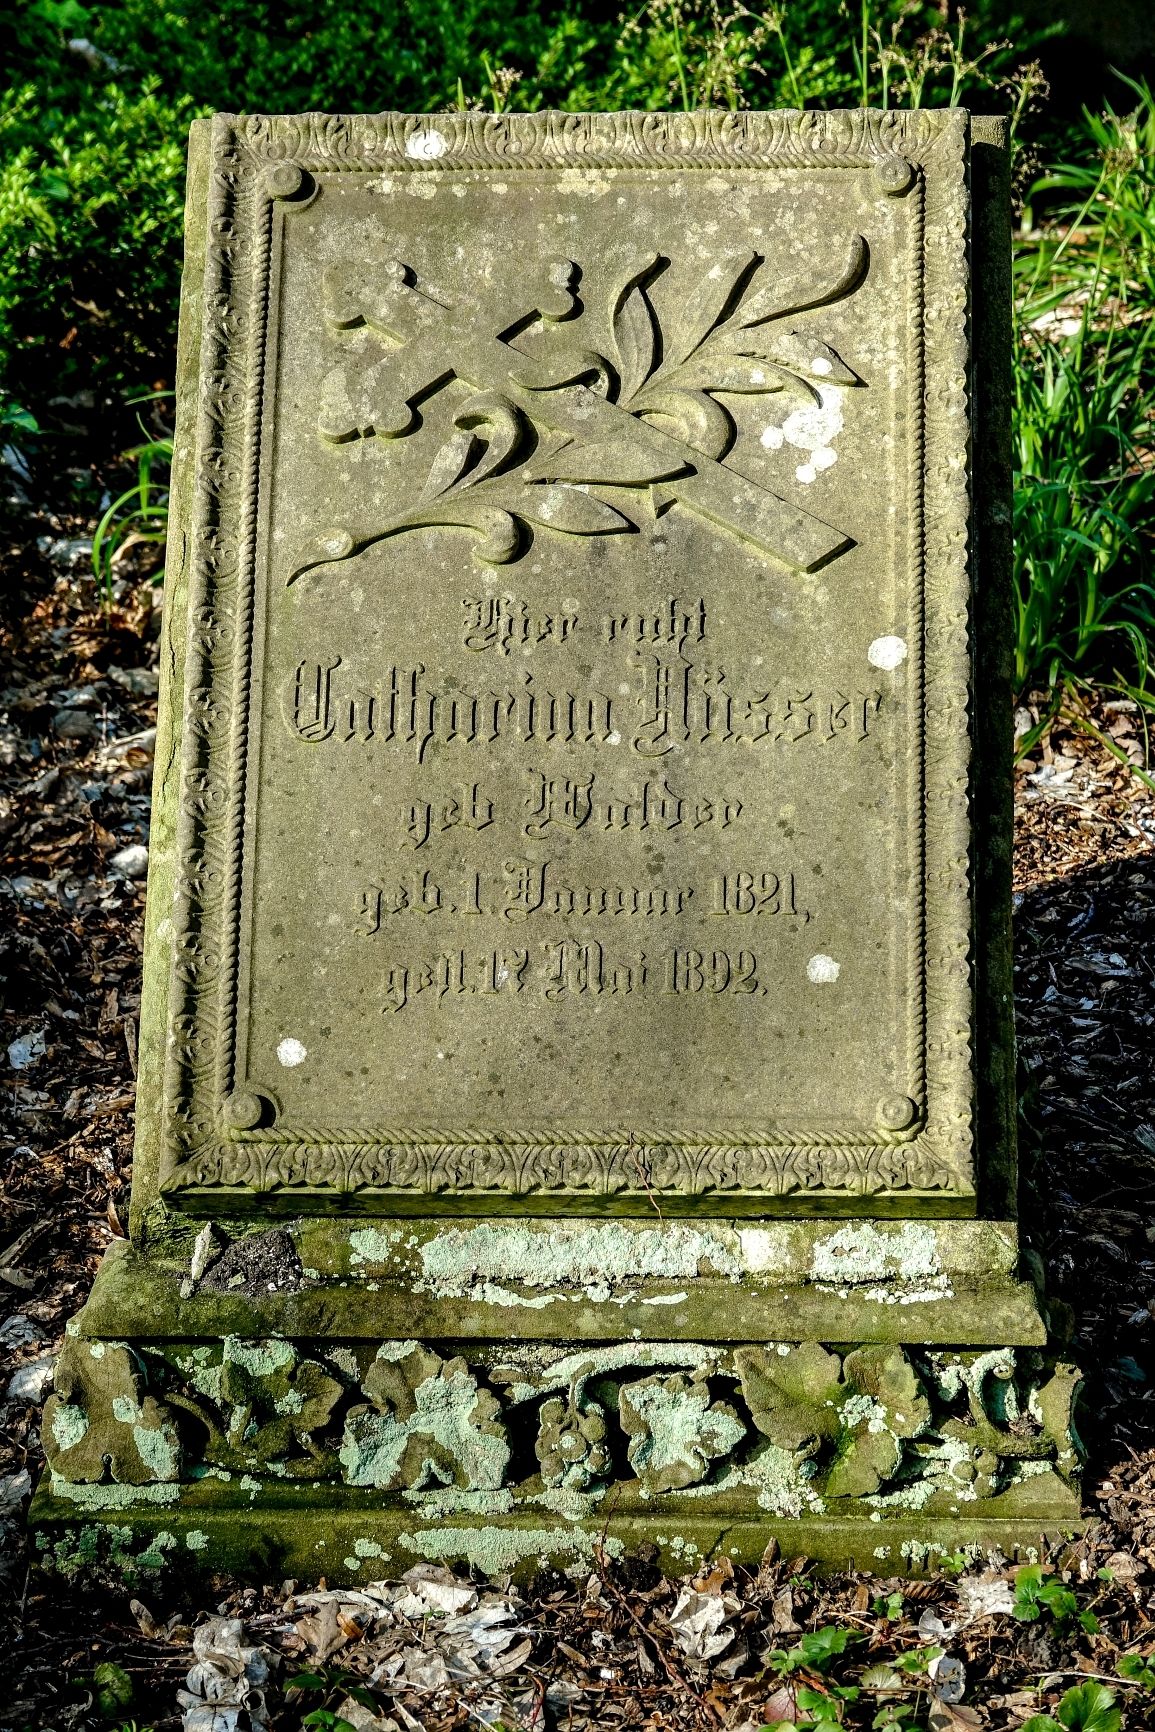 Hier ruht
Catharina Nüsser
geb Walder
geb. 1. Januar 1821,
gest. 17 Mai 1892.